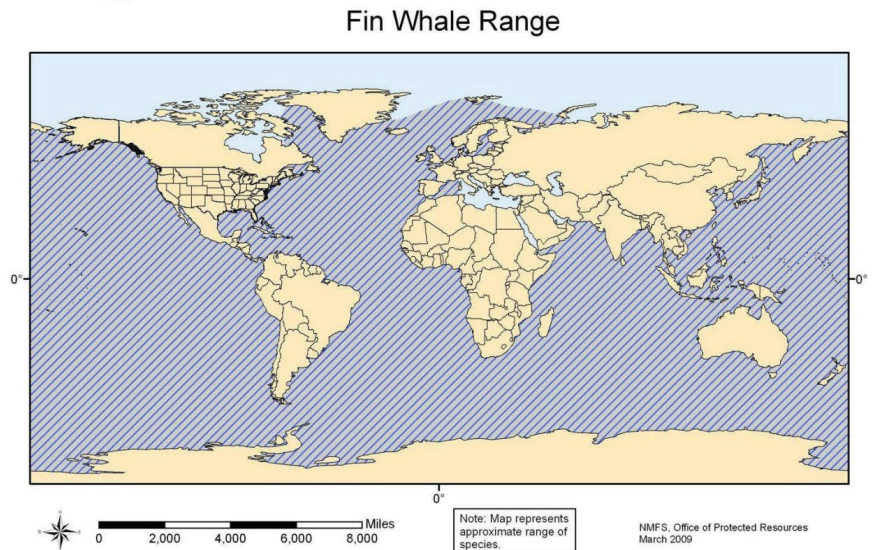 Fin Whale Range
0°
0°
0°
Miles
0 2,000 4,000 6,000 8,000
Note: Map represents
approximate range of
species.
NMFS, Office of Protected Resources
March 2009